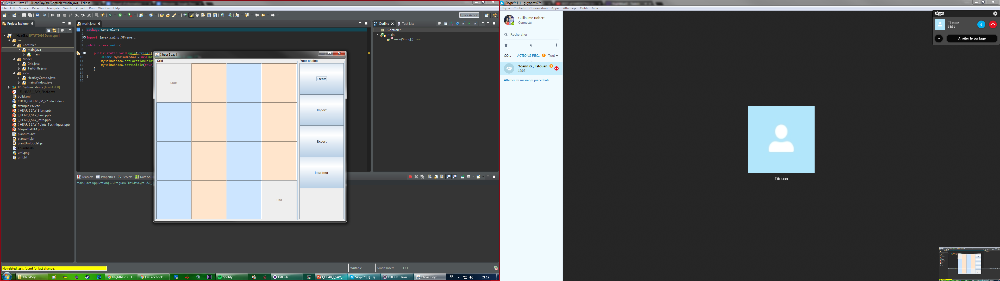 GitHub - Java EE - IHearISay/src/Controler/main.java - Eclipse
File Edit Source Refactor Navigate Search Project Run Window Help
Quick Access
Project Explorer
> IHearISay [PTUT2016 Developer]
src
Controler
main.java
main
Model
Grid.java
TestGrille.java
View
HearSayCombo.java
mainWindow.java
JRE System Library [JavaSE-1.8]
~$I_HEAR_I_SAY_Final.pptx
build.xml
CDCU_GROUPE_M_V2 relu lr.docx
exemple csv.csv
I_HEAR_I_SAY_Bilan.pptx
I_HEAR_I_SAY_Final.pptx
I_HEAR_I_SAY_Intro.pptx
I_HEAR_I_SAY_Points_Techniques.pptx
MaquetteIHM.pptx
plantuml.bat
plantuml.jar
plantUmlDoclet.jar
Thumbs.db
uml.png
uml.txt
main.java
1 package Controler;
2
3 import javax.swing.JFrame;
6
7 public class main {
8
9 public static void main(String[]
10 JFrame myMainWindow = new ma
11 myMainWindow.setLocationRela
12 myMainWindow.setVisible(true
13 }
14
15 }
16
I hear I say !
Grid
Your choice
Start
Create
Import
Export
Imprimer
End
Outline Task List
Controler
main
main(String[]) : void
Markers Properties Servers Data Sou
main [Java Application] C:\Program Files\Java\jre1.8.0_
No related tests found for last change.
Writable Smart Insert 1 : 1
IHearISay
Nightblue3 - T...
(3) Facebook -...
Spotify
GitHub
I_HEAR_I_SAY_...
Skype™ [1] - g...
GitHub - Java ...
I hear I say !
FR
21:19
Skype™ [1] - guyooms974
Skype Contacts Conversation Appel Affichage Outils Aide
Guillaume Robert
Connecté
Rechercher
CO... ACTIONS RÉC... 1 Tout
Yoann G., Titouan 1
12:02
Afficher les messages précédents
Titouan
skype
Titouan
12:01
Arrêter le partage